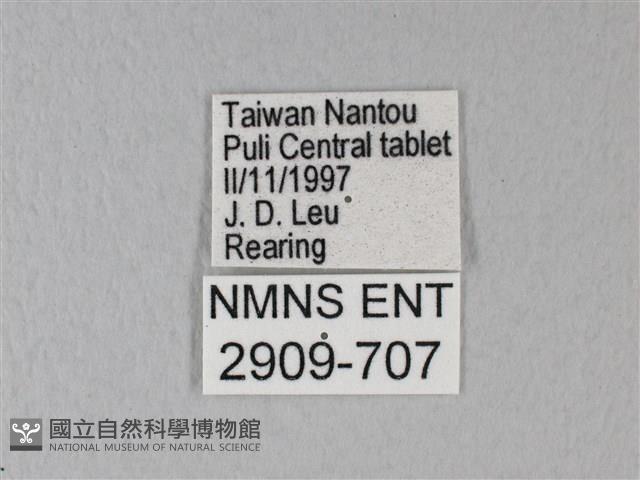 Taiwan Nantou
Puli Central tablet
II/11/1997
J. D. Leu
Rearing
NMNS ENT
2909-707
國立自然科學博物館
NATIONAL MUSEUM OF NATURAL SCIENCE